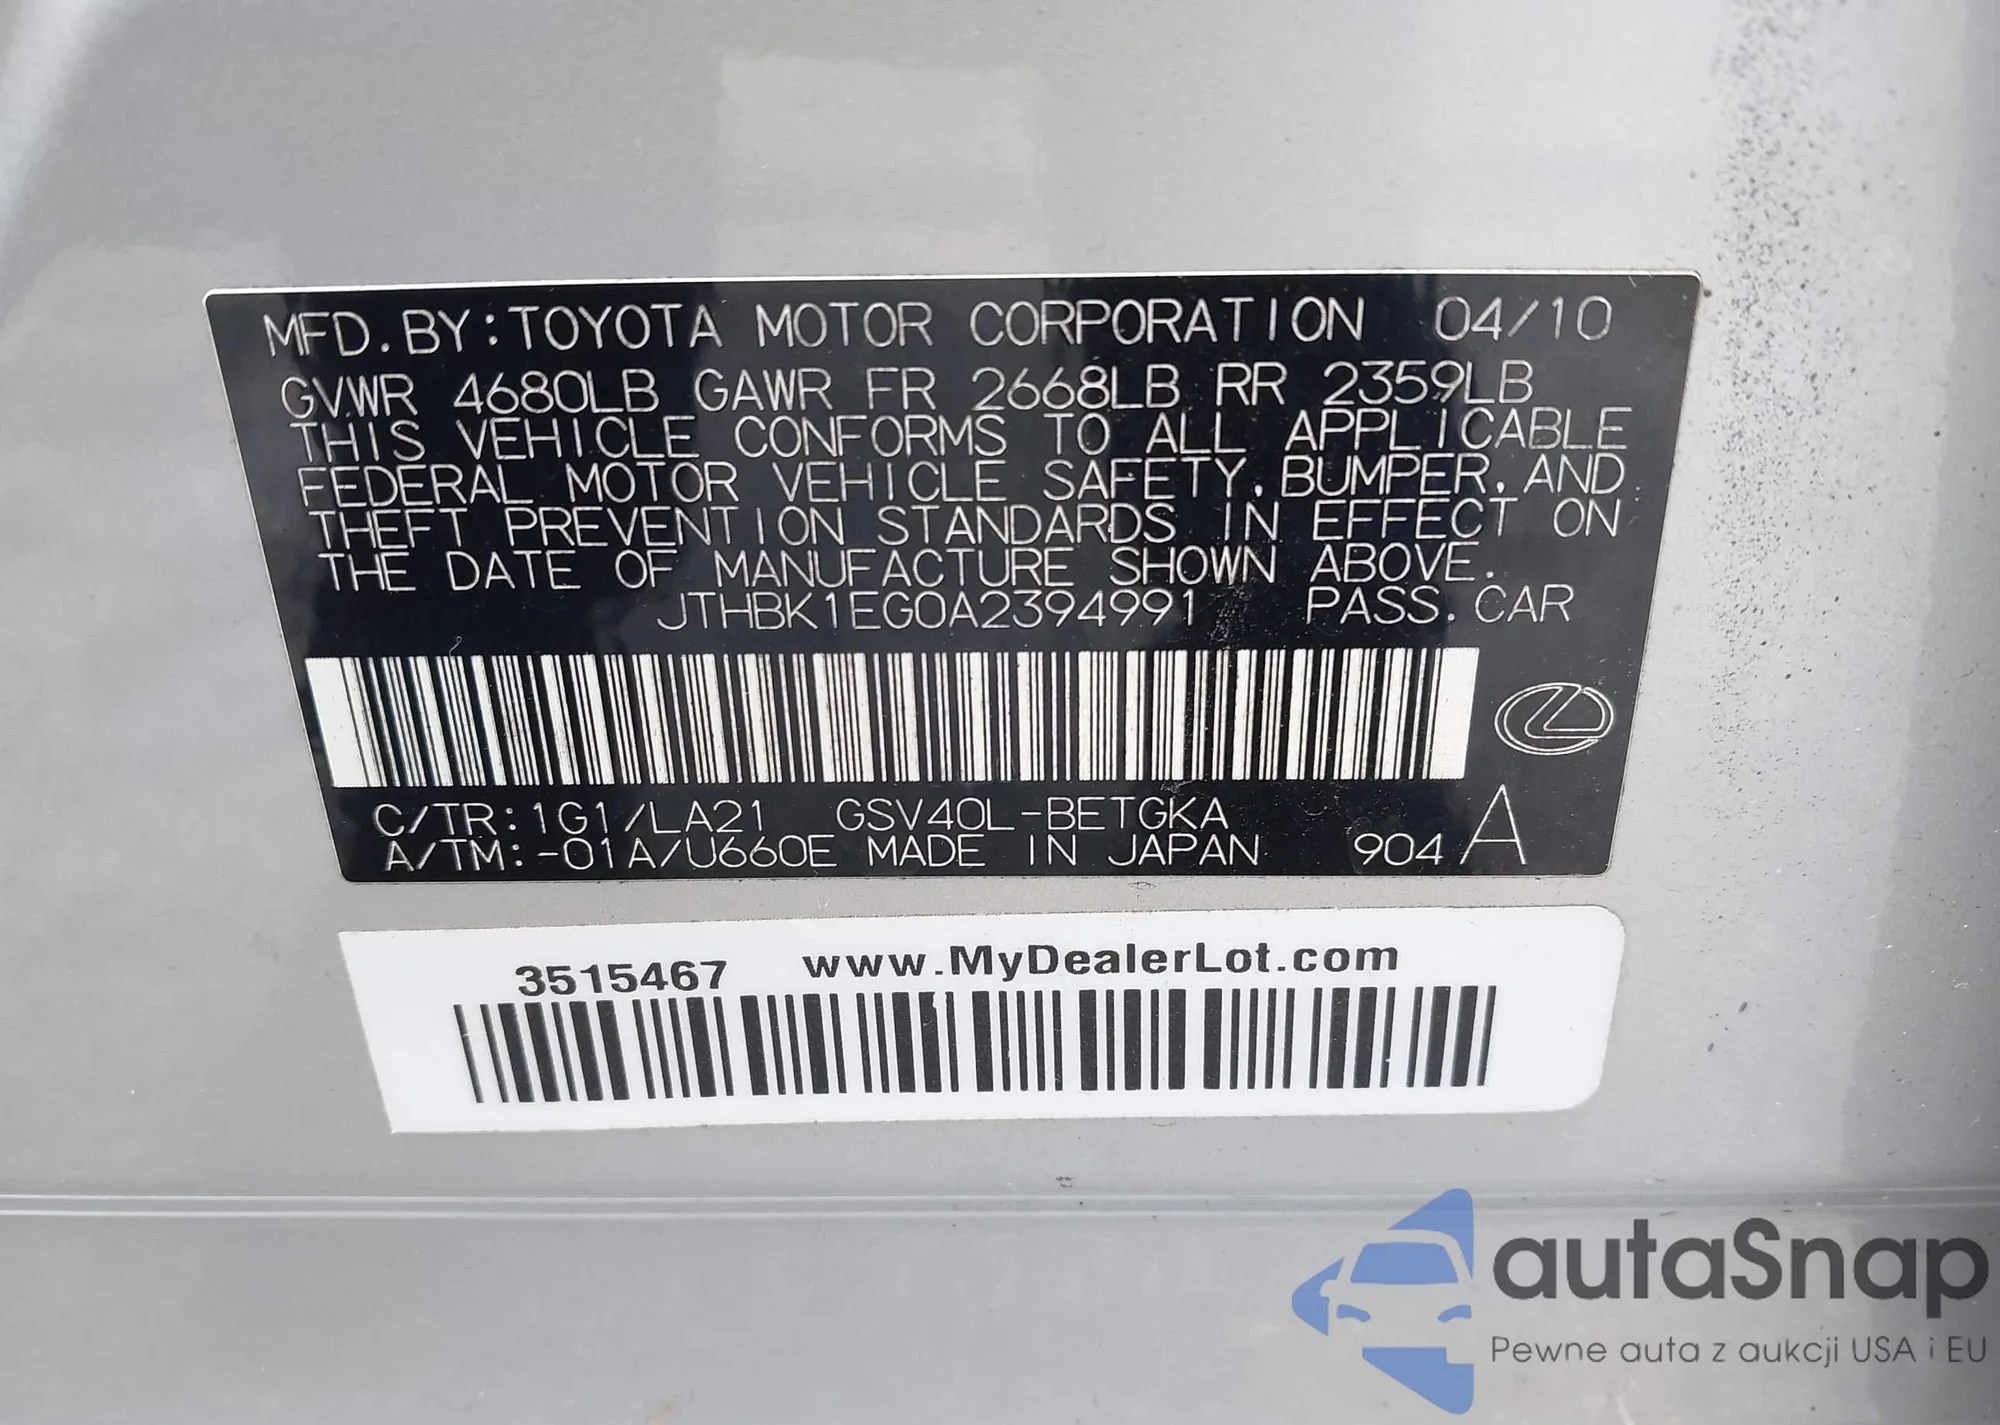 MFD.BY:TOYOTA MOTOR CORPORATION 04/10
GVWR 4680LB GAWR FR 2668LB RR 2359LB
THIS VEHICLE CONFORMS TO ALL APPLICABLE
FEDERAL MOTOR VEHICLE SAFETY, BUMPER, AND
THEFT PREVENTION STANDARDS IN EFFECT ON
THE DATE OF MANUFACTURE SHOWN ABOVE.
JTHBK1EG0A2394991 PASS.CAR
C/TR:1G1/LA21 GSV40L-BETGKA
A/TM:-01A/U660E MADE IN JAPAN 904 A
3515467 www.MyDealerLot.com
autaSnap
Pewne auta z aukcji USA i EU